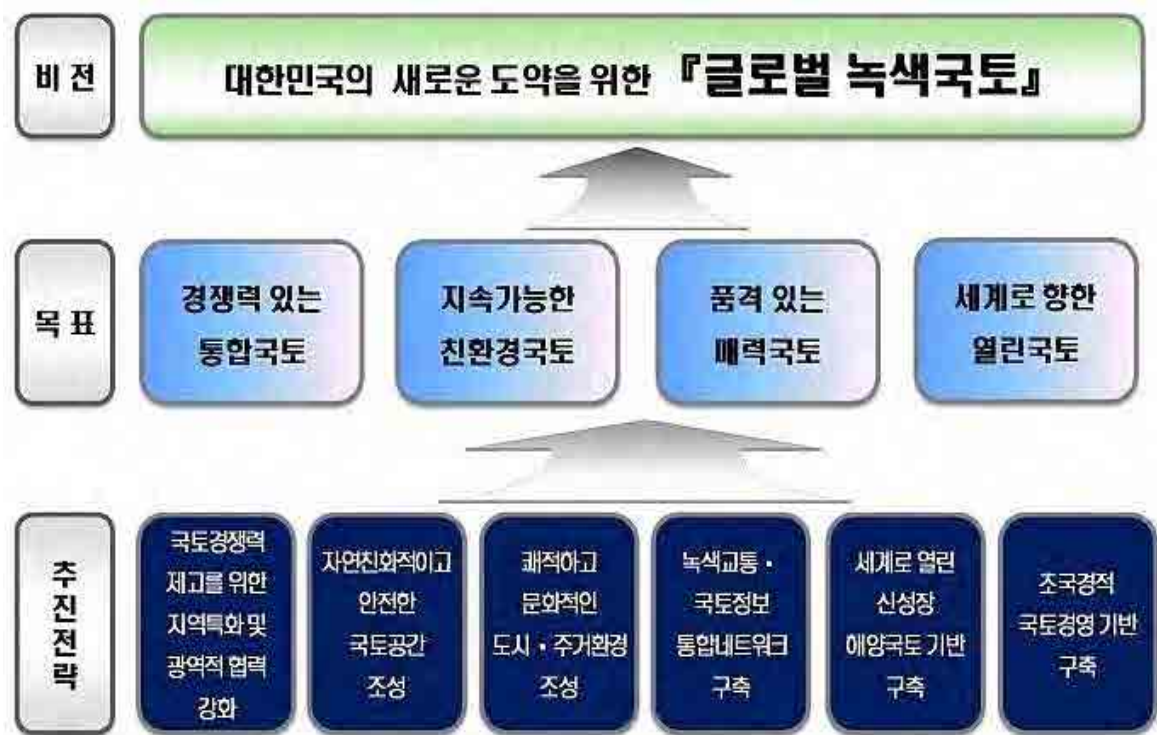 비 전
대한민국의 새로운 도약을 위한 『글로벌 녹색국토』
목 표
경쟁력 있는
통합국토
지속가능한
친환경국토
품격 있는
매력국토
세계로 향한
열린국토
추진전략
국토경쟁력
제고를 위한
지역특화 및
광역적 협력
강화
자연친화적이고
안전한
국토공간
조성
쾌적하고
문화적인
도시・주거환경
조성
녹색교통・
국토정보
통합네트워크
구축
세계로 열린
신성장
해양국토 기반
구축
초국경적
국토경영 기반
구축